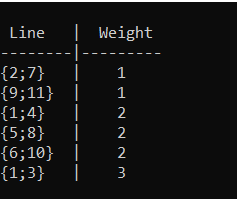 Line | Weight
--------|---------
{2;7} | 1
{9;11} | 1
{1;4} | 2
{5;8} | 2
{6;10} | 2
{1;3} | 3